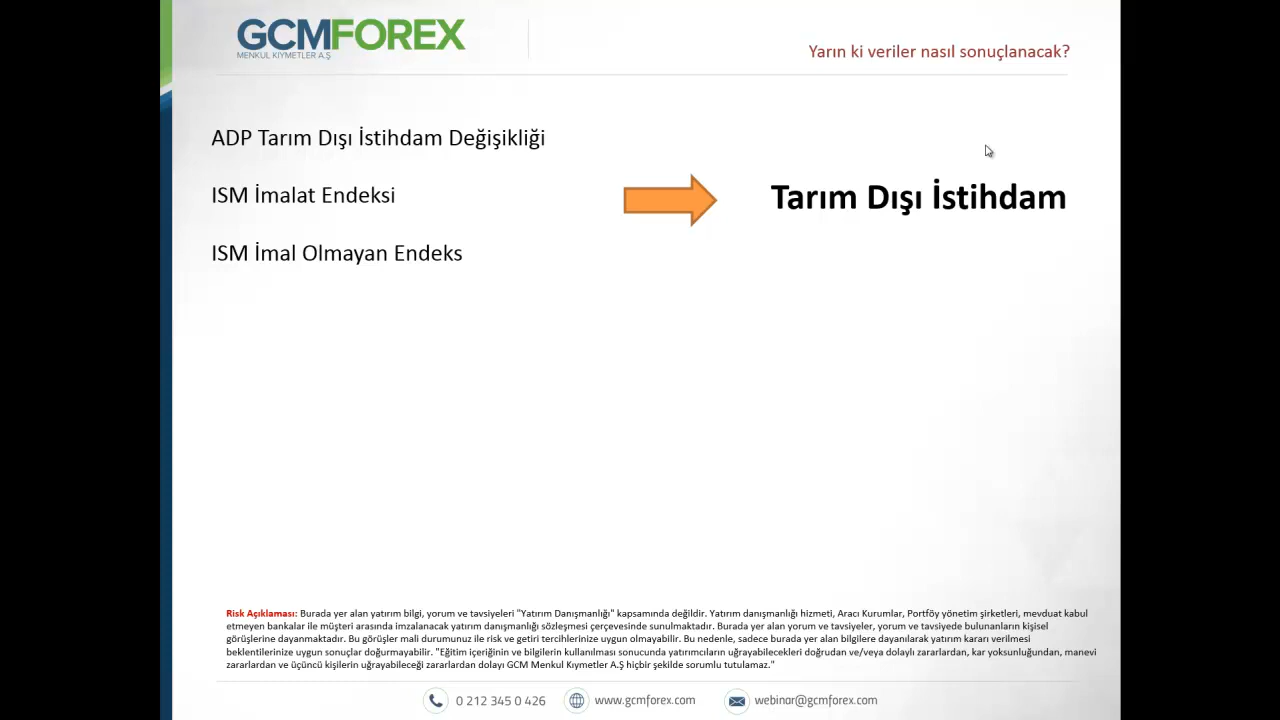 GCMFOREX
MENKUL KIYMETLER A.Ş
Yarın ki veriler nasıl sonuçlanacak?
ADP Tarım Dışı İstihdam Değişikliği
ISM İmalat Endeksi
Tarım Dışı İstihdam
ISM İmal Olmayan Endeks
Risk Açıklaması: Burada yer alan yatırım bilgi, yorum ve tavsiyeleri "Yatırım Danışmanlığı" kapsamında değildir. Yatırım danışmanlığı hizmeti, Aracı Kurumlar, Portföy yönetim şirketleri, mevduat kabul
etmeyen bankalar ile müşteri arasında imzalanacak yatırım danışmanlığı sözleşmesi çerçevesinde sunulmaktadır. Burada yer alan yorum ve tavsiyeler, yorum ve tavsiyede bulunanların kişisel
görüşlerine dayanmaktadır. Bu görüşler mali durumunuz ile risk ve getiri tercihlerinize uygun olmayabilir. Bu nedenle, sadece burada yer alan bilgilere dayanılarak yatırım kararı verilmesi
beklentilerinize uygun sonuçlar doğurmayabilir. "Eğitim içeriğinin ve bilgilerin kullanılması sonucunda yatırımcıların uğrayabilecekleri doğrudan ve/veya dolaylı zararlardan, kar yoksunluğundan, manevi
zararlardan ve üçüncü kişilerin uğrayabileceği zararlardan dolayı GCM Menkul Kıymetler A.Ş hiçbir şekilde sorumlu tutulamaz."
0 212 345 0 426
www.gcmforex.com
webinar@gcmforex.com